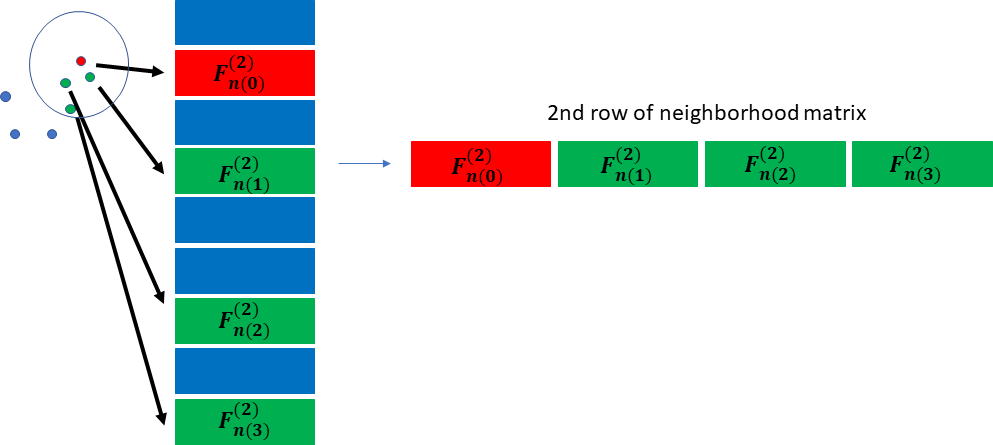 F_{n(0)}^{(2)}
F_{n(1)}^{(2)}
F_{n(2)}^{(2)}
F_{n(3)}^{(2)}
2nd row of neighborhood matrix
F_{n(0)}^{(2)} F_{n(1)}^{(2)} F_{n(2)}^{(2)} F_{n(3)}^{(2)}